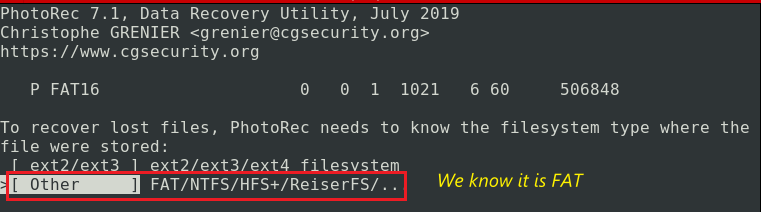 PhotoRec 7.1, Data Recovery Utility, July 2019
Christophe GRENIER <grenier@cgsecurity.org>
https://www.cgsecurity.org
P FAT16 0 0 1 1021 6 60 506848
To recover lost files, PhotoRec needs to know the filesystem type where the
file were stored:
[ ext2/ext3 ] ext2/ext3/ext4 filesystem
>[ Other ] FAT/NTFS/HFS+/ReiserFS/...
We know it is FAT